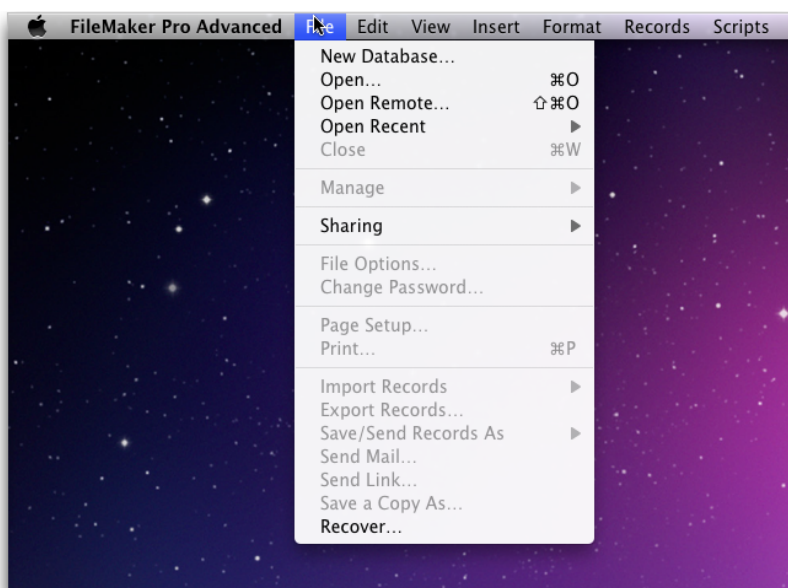 FileMaker Pro Advanced File Edit View Insert Format Records Scripts
New Database...
Open... ⌘O
Open Remote... ⇧⌘O
Open Recent
Close ⌘W
Manage
Sharing
File Options...
Change Password...
Page Setup...
Print... ⌘P
Import Records
Export Records...
Save/Send Records As
Send Mail...
Send Link...
Save a Copy As...
Recover...